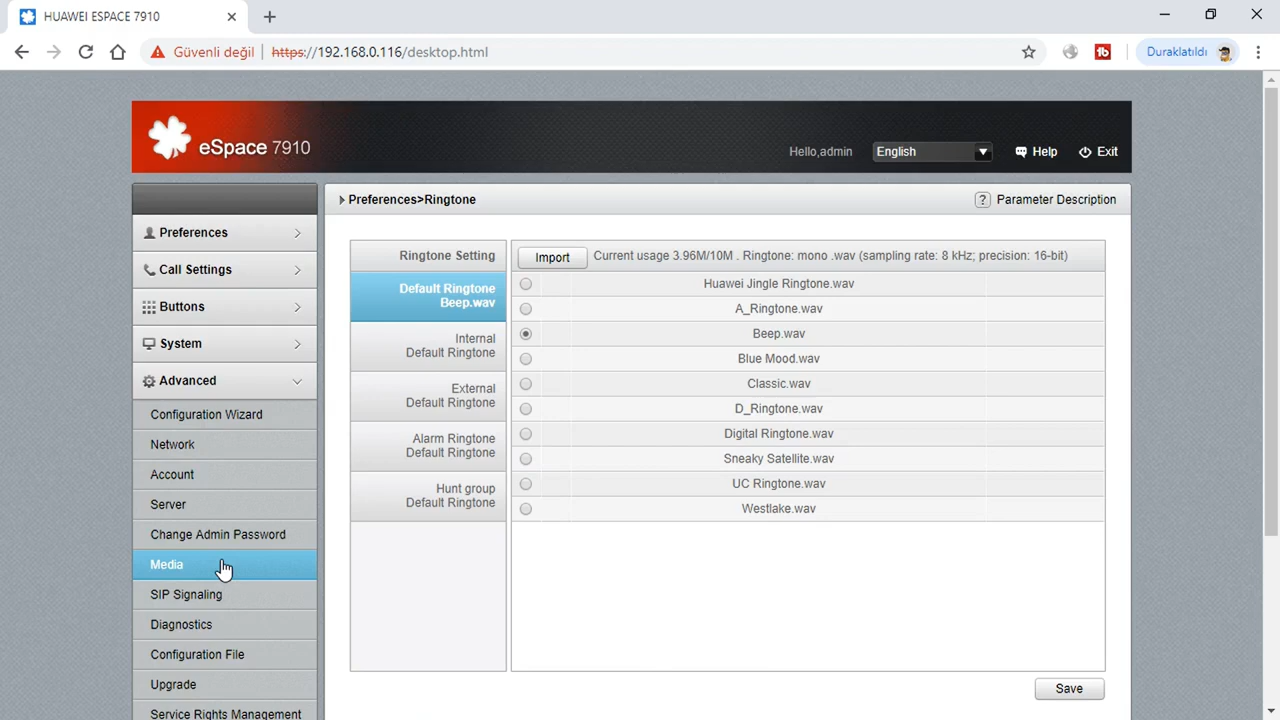 HUAWEI ESPACE 7910
Güvenli değil
https://192.168.0.116/desktop.html
Duraklatıldı
eSpace 7910
Hello,admin
English
Help
Exit
Preferences>Ringtone
? Parameter Description
Preferences
Call Settings
Buttons
System
Advanced
Configuration Wizard
Network
Account
Server
Change Admin Password
Media
SIP Signaling
Diagnostics
Configuration File
Upgrade
Service Rights Management
Ringtone Setting
Default Ringtone
Beep.wav
Internal
Default Ringtone
External
Default Ringtone
Alarm Ringtone
Default Ringtone
Hunt group
Default Ringtone
Import
Current usage 3.96M/10M . Ringtone: mono .wav (sampling rate: 8 kHz; precision: 16-bit)
Huawei Jingle Ringtone.wav
A_Ringtone.wav
Beep.wav
Blue Mood.wav
Classic.wav
D_Ringtone.wav
Digital Ringtone.wav
Sneaky Satellite.wav
UC Ringtone.wav
Westlake.wav
Save